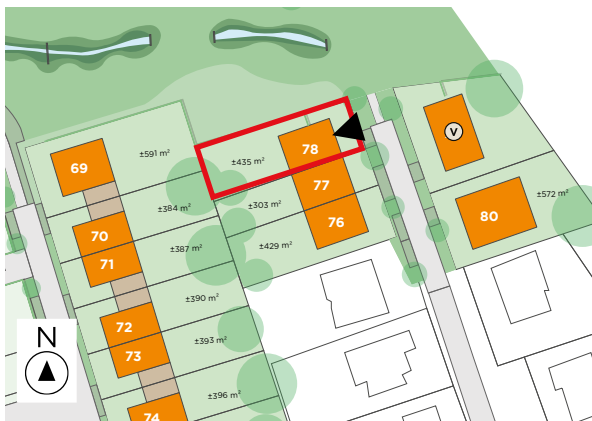 ±591 m²
69
±435 m²
78
V
±384 m²
±303 m²
77
±572 m²
80
70
±429 m²
76
71
±387 m²
±390 m²
72
73
±393 m²
N
±396 m²
74